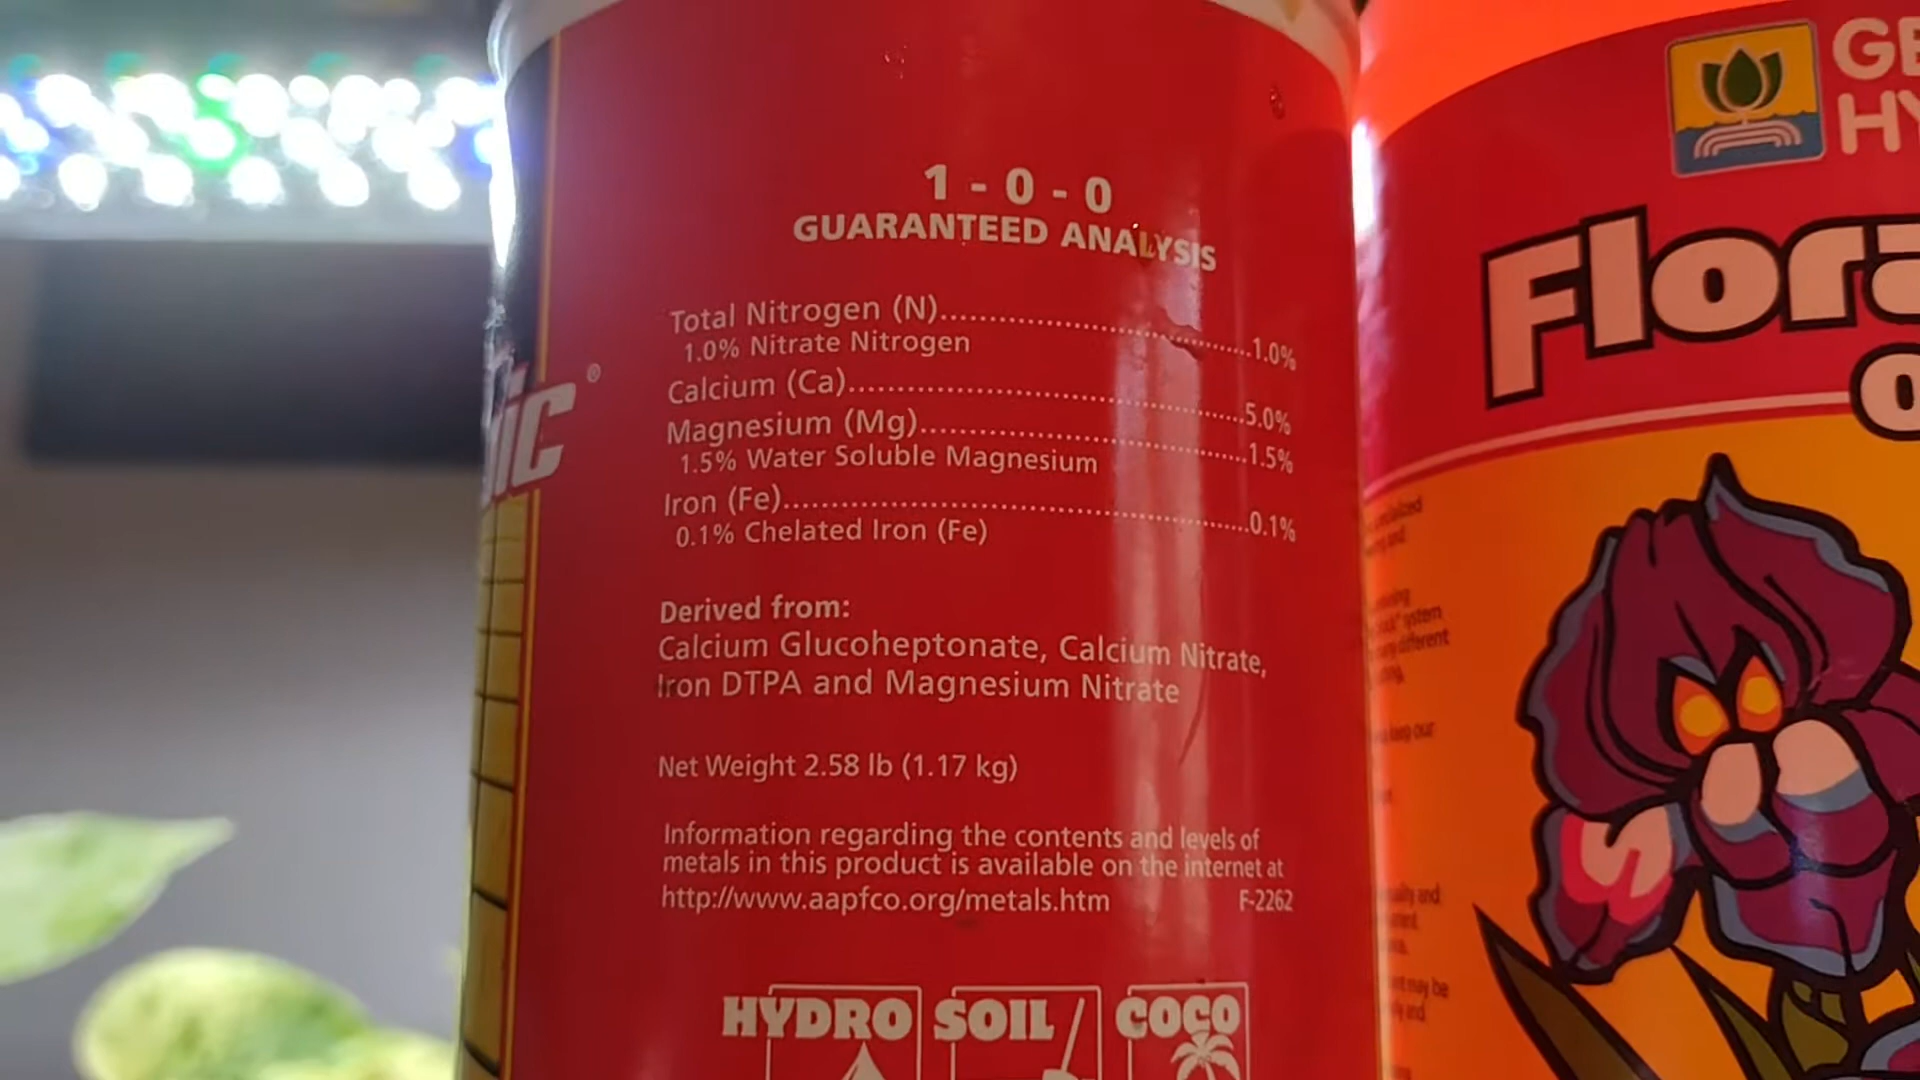 1 - 0 - 0
GUARANTEED ANALYSIS
Total Nitrogen (N)....................1.0%
1.0% Nitrate Nitrogen
Calcium (Ca)....................5.0%
Magnesium (Mg)....................1.5%
1.5% Water Soluble Magnesium
Iron (Fe)....................0.1%
0.1% Chelated Iron (Fe)
Derived from:
Calcium Glucoheptonate, Calcium Nitrate,
Iron DTPA and Magnesium Nitrate
Net Weight 2.58 lb (1.17 kg)
Information regarding the contents and levels of
metals in this product is available on the internet at
http://www.aapfco.org/metals.htm F-2262
HYDRO SOIL COCO
ic®
GE
HY
Flora